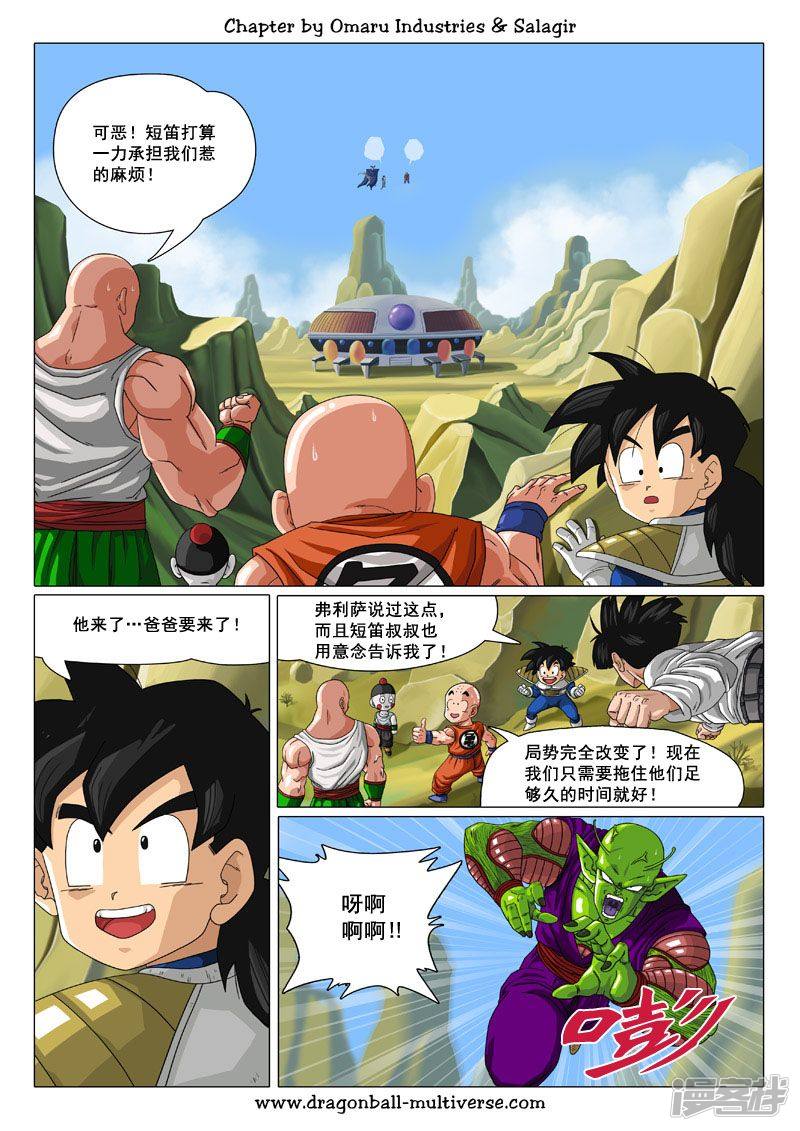 Chapter by Omaru Industries & Salagir
可恶！短笛打算
一力承担我们惹
的麻烦！
他来了…爸爸要来了！
弗利萨说过这点，
而且短笛叔叔也
用意念告诉我了！
局势完全改变了！现在
我们只需要拖住他们足
够久的时间就好！
呀啊
啊啊!!
嘭
www.dragonball-multiverse.com
漫客栈